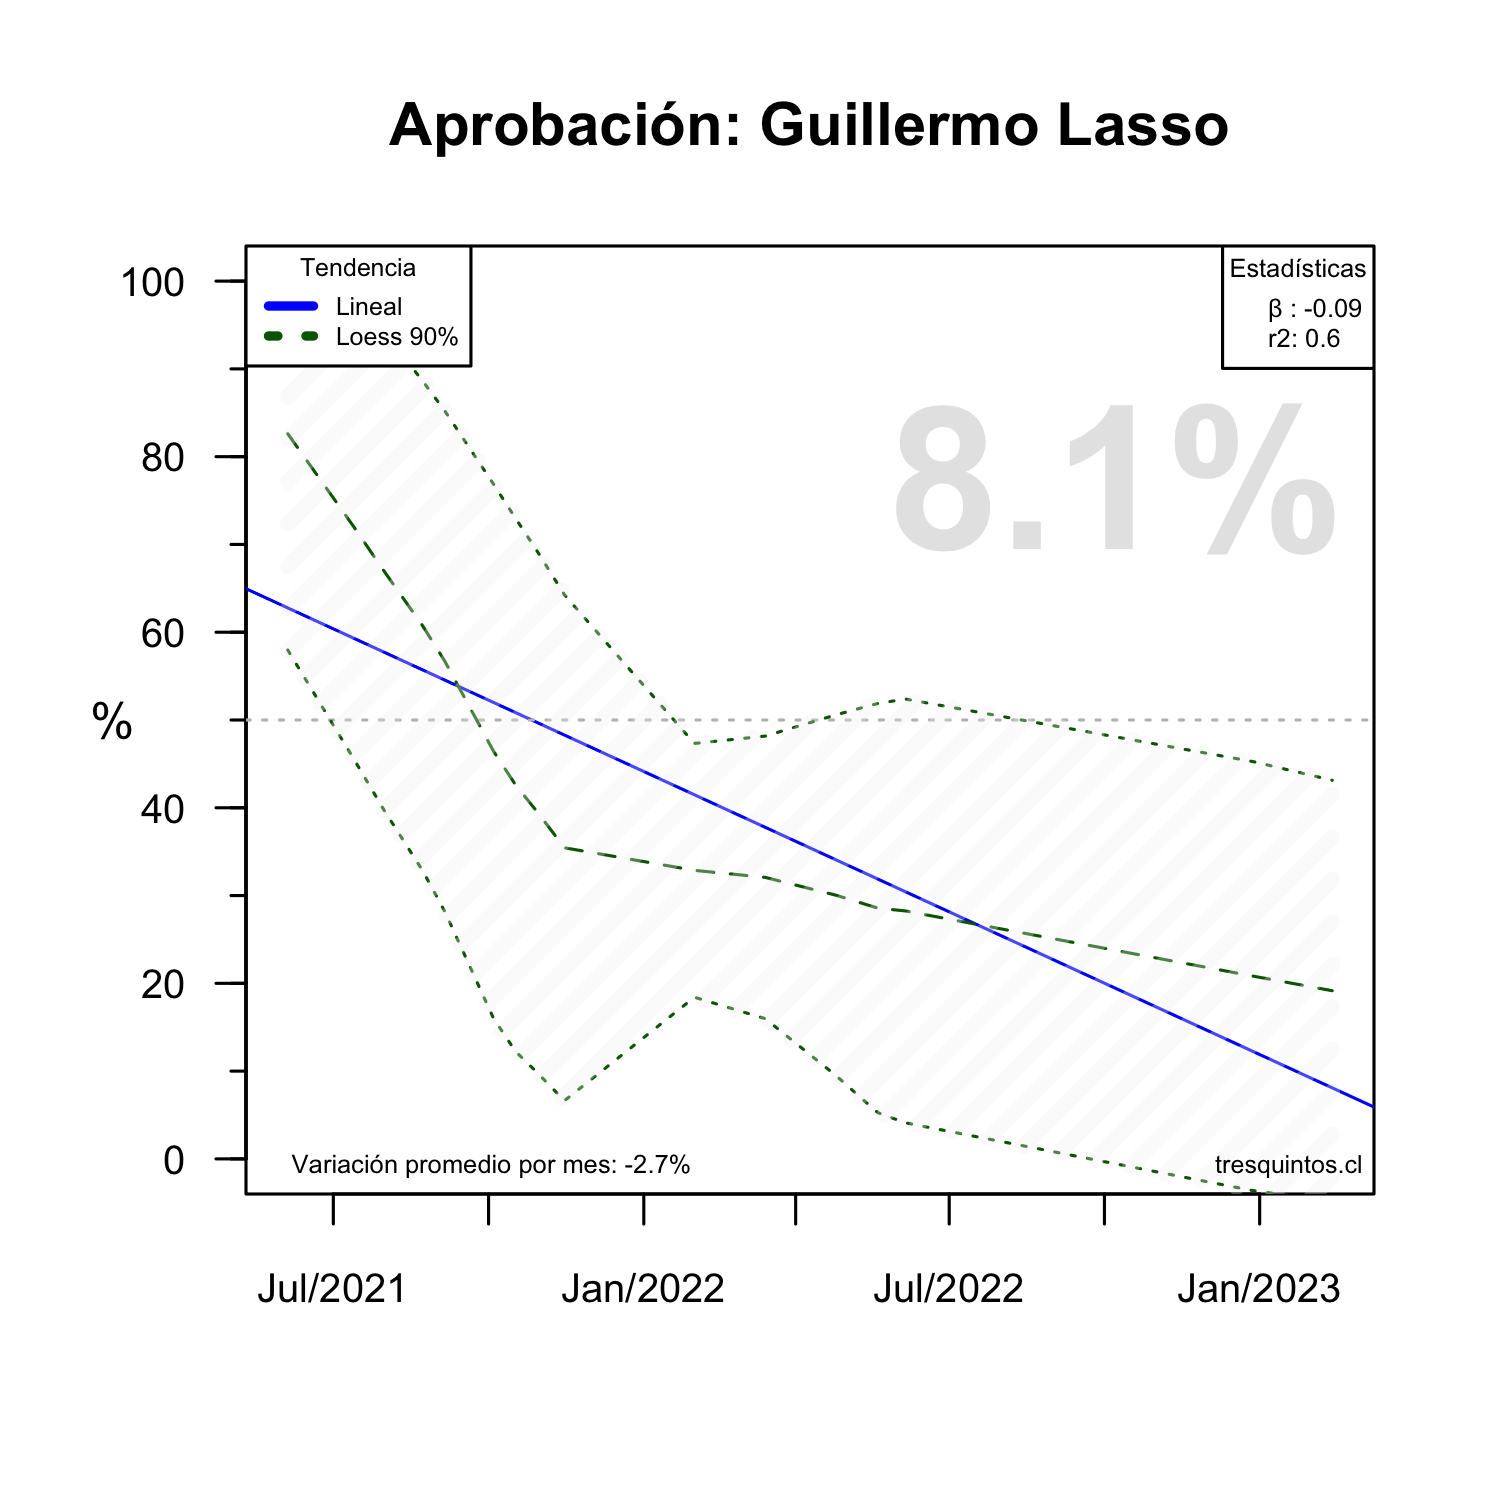 Aprobación: Guillermo Lasso
Tendencia
Lineal
Loess 90%
Estadísticas
β : -0.09
r2: 0.6
8.1%
100
80
60
40
20
0
%
Variación promedio por mes: -2.7%
tresquintos.cl
Jul/2021
Jan/2022
Jul/2022
Jan/2023